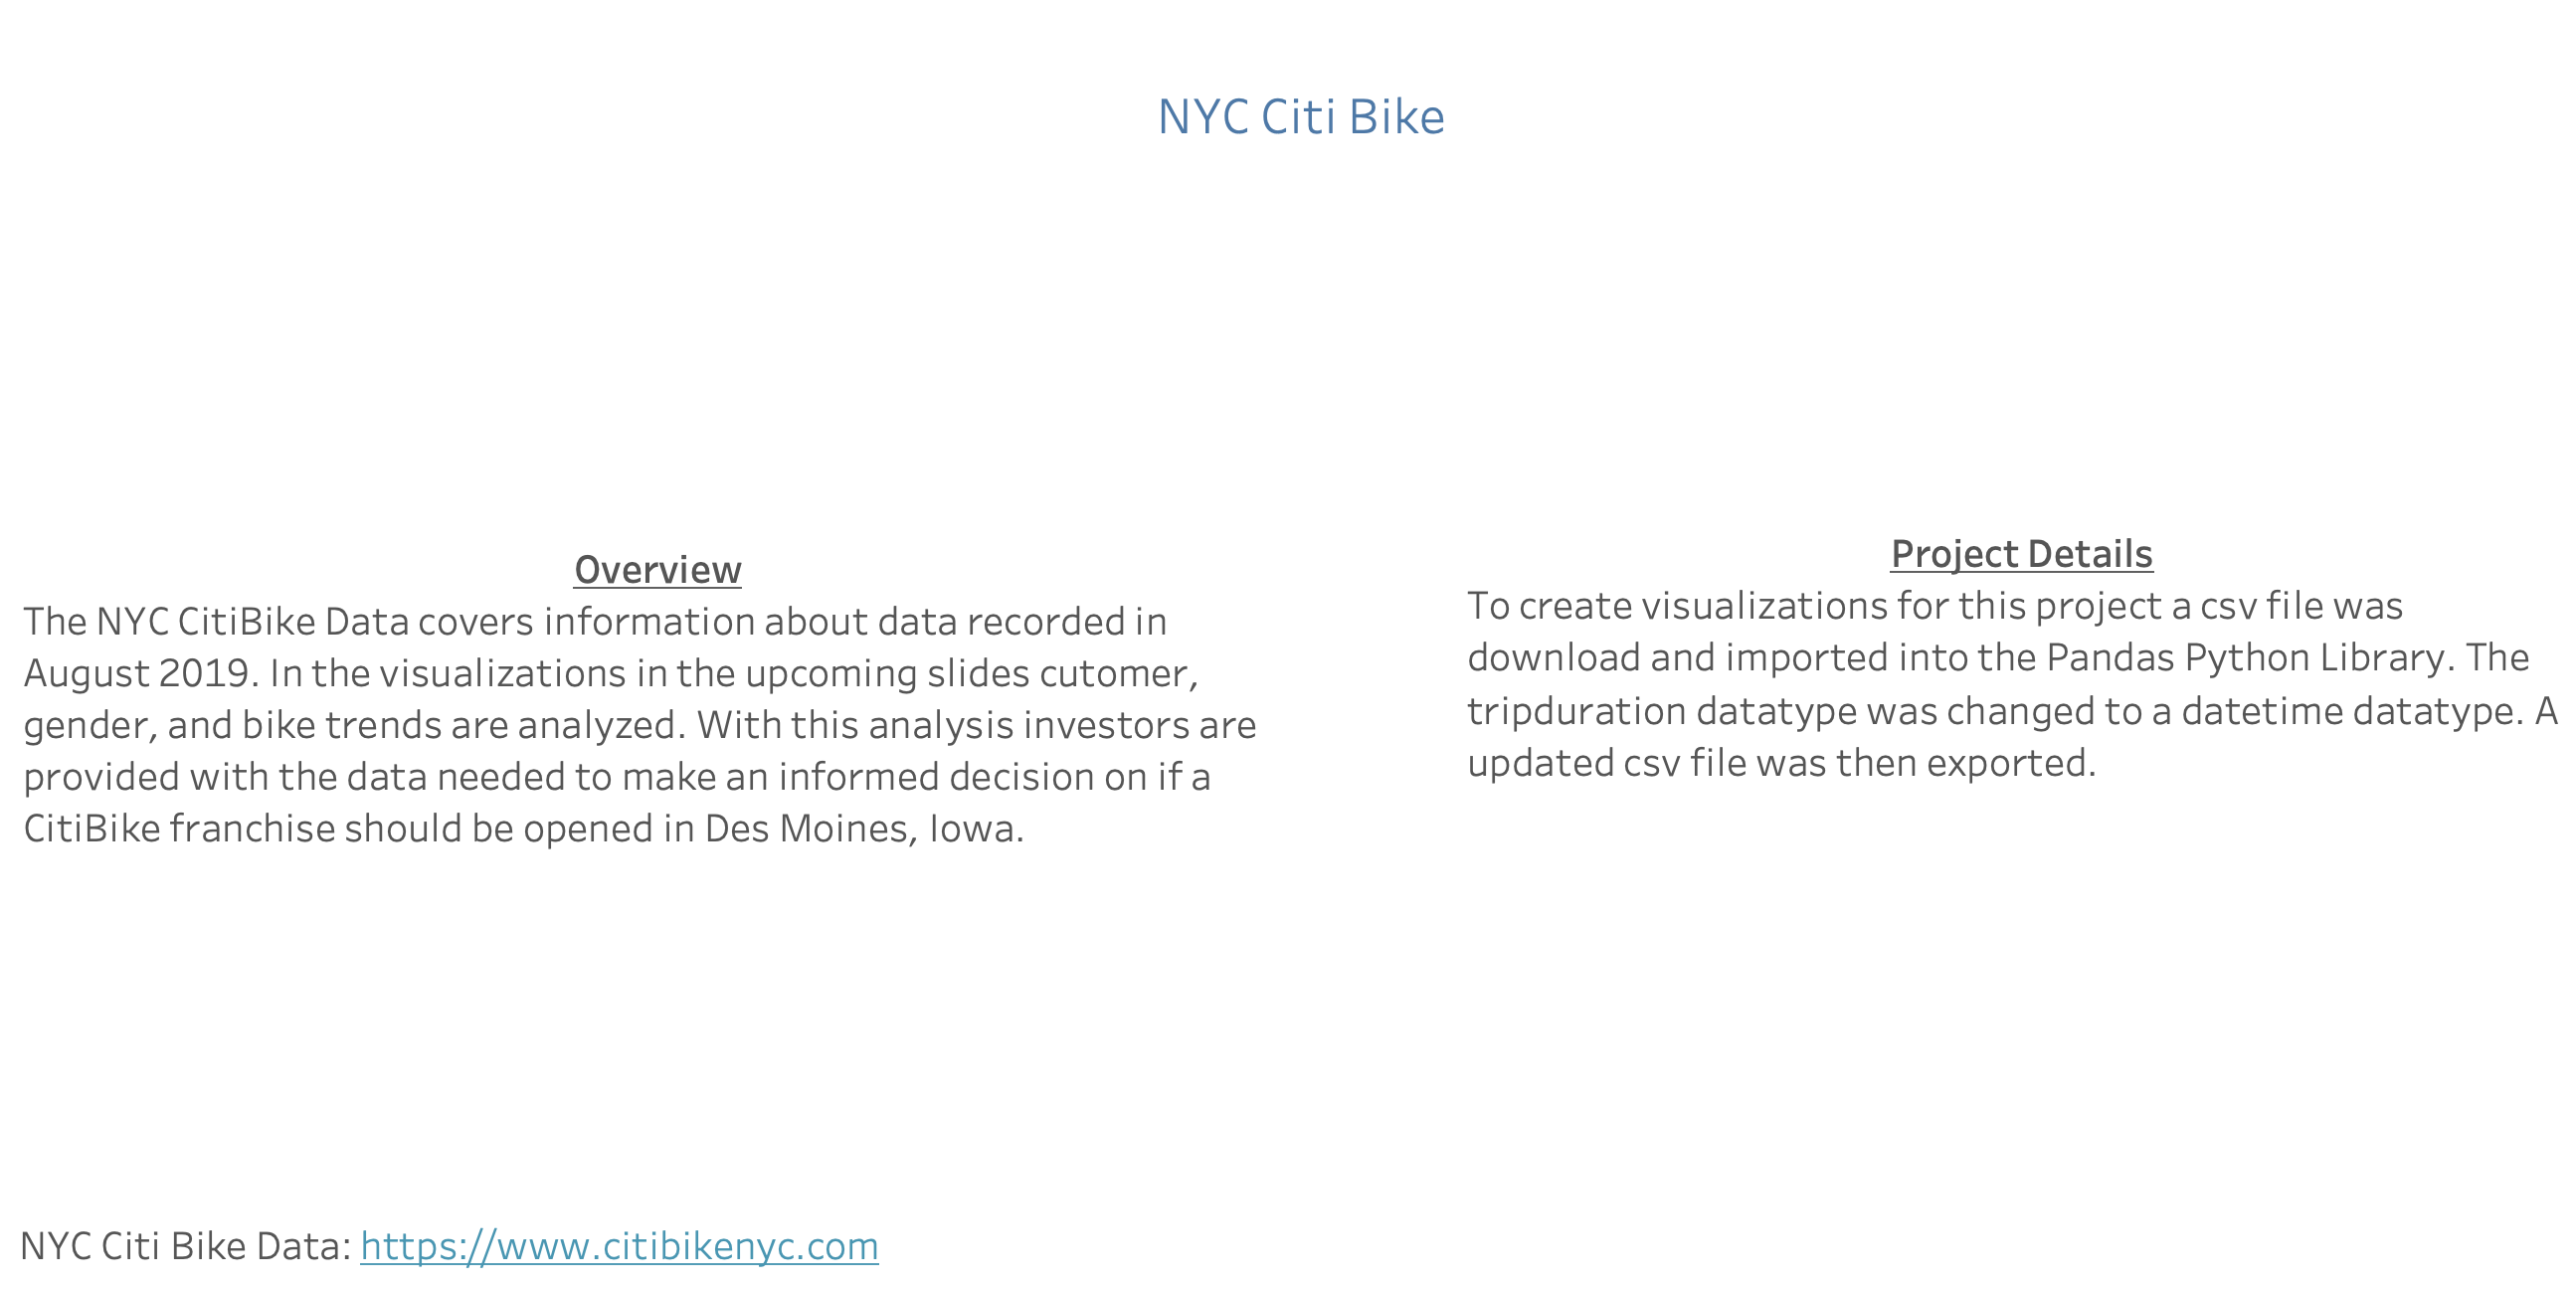 NYC Citi Bike
Overview
The NYC CitiBike Data covers information about data recorded in
August 2019. In the visualizations in the upcoming slides cutomer,
gender, and bike trends are analyzed. With this analysis investors are
provided with the data needed to make an informed decision on if a
CitiBike franchise should be opened in Des Moines, Iowa.
Project Details
To create visualizations for this project a csv file was
download and imported into the Pandas Python Library. The
tripduration datatype was changed to a datetime datatype. A
updated csv file was then exported.
NYC Citi Bike Data: https://www.citibikenyc.com